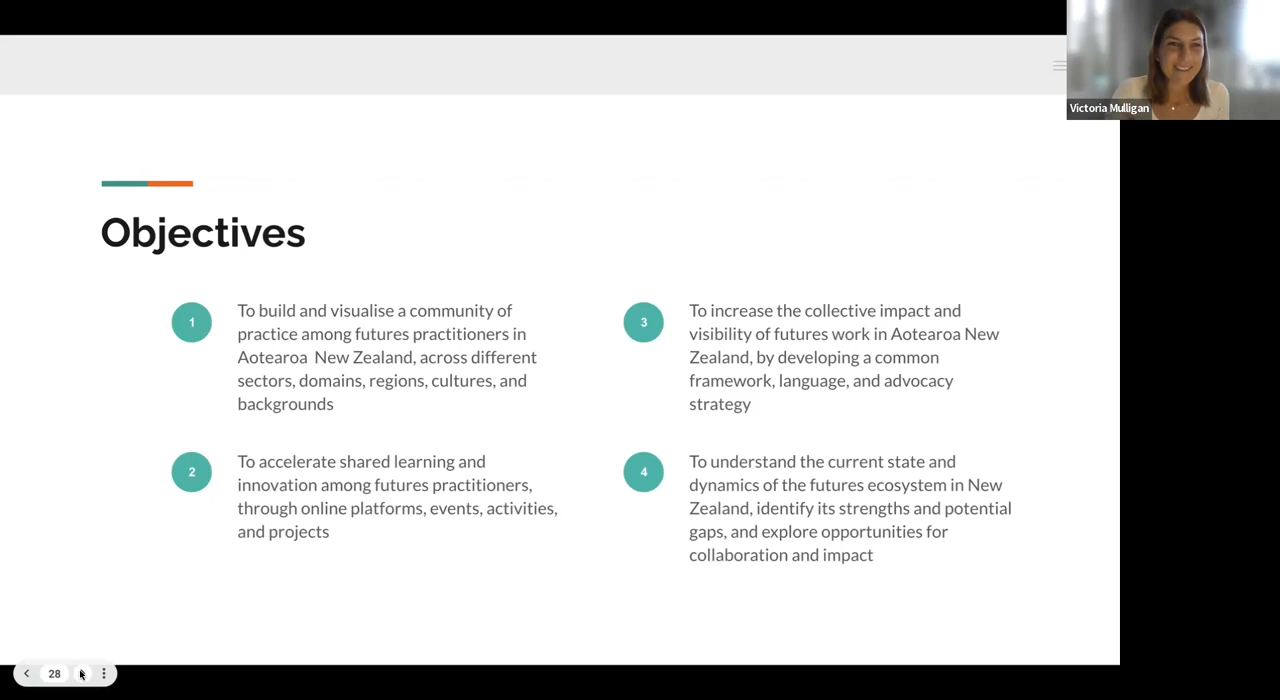 Victoria Mulligan
Objectives
1
To build and visualise a community of
practice among futures practitioners in
Aotearoa  New Zealand, across different
sectors, domains, regions, cultures, and
backgrounds
2
To accelerate shared learning and
innovation among futures practitioners,
through online platforms, events, activities,
and projects
3
To increase the collective impact and
visibility of futures work in Aotearoa New
Zealand, by developing a common
framework, language, and advocacy
strategy
4
To understand the current state and
dynamics of the futures ecosystem in New
Zealand, identify its strengths and potential
gaps, and explore opportunities for
collaboration and impact
28